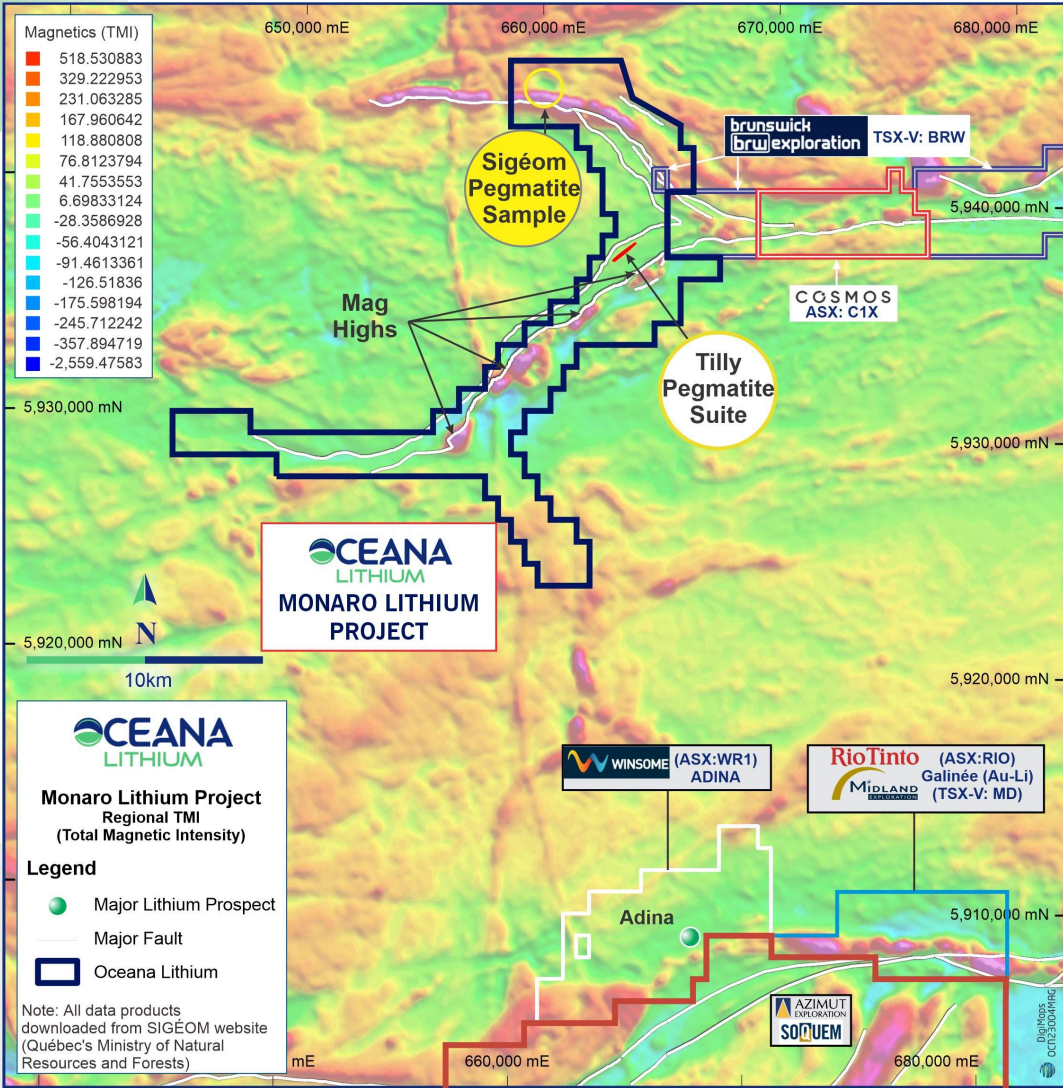 650,000 mE
660,000 mE
670,000 mE
680,000 mE
Magnetics (TMI)
518.530883
329.222953
231.063285
167.960642
118.880808
76.8123794
41.7553553
6.69833124
-28.3586928
-56.4043121
-91.4613361
-126.51836
-175.598194
-245.712242
-357.894719
-2,559.47583
Sigéom
Pegmatite
Sample
brunswick
brw exploration
TSX-V: BRW
5,940,000 mN
COSMOS
ASX: C1X
Mag
Highs
Tilly
Pegmatite
Suite
5,930,000 mN
5,930,000 mN
OCEANA
LITHIUM
MONARO LITHIUM
PROJECT
N
5,920,000 mN
10km
5,920,000 mN
OCEANA
LITHIUM
Monaro Lithium Project
Regional TMI
(Total Magnetic Intensity)
Legend
Major Lithium Prospect
Major Fault
Oceana Lithium
Note: All data products
downloaded from SIGÉOM website
(Québec's Ministry of Natural
Resources and Forests)
WINSOME
(ASX:WR1)
ADINA
RioTinto
MIDLAND
EXPLORATION
(ASX:RIO)
Galinée (Au-Li)
(TSX-V: MD)
Adina
5,910,000 mN
AZIMUT
EXPLORATION
SOQUEM
mE
660,000 mE
680,000 mE
DigiMaps
OCN23004MAG